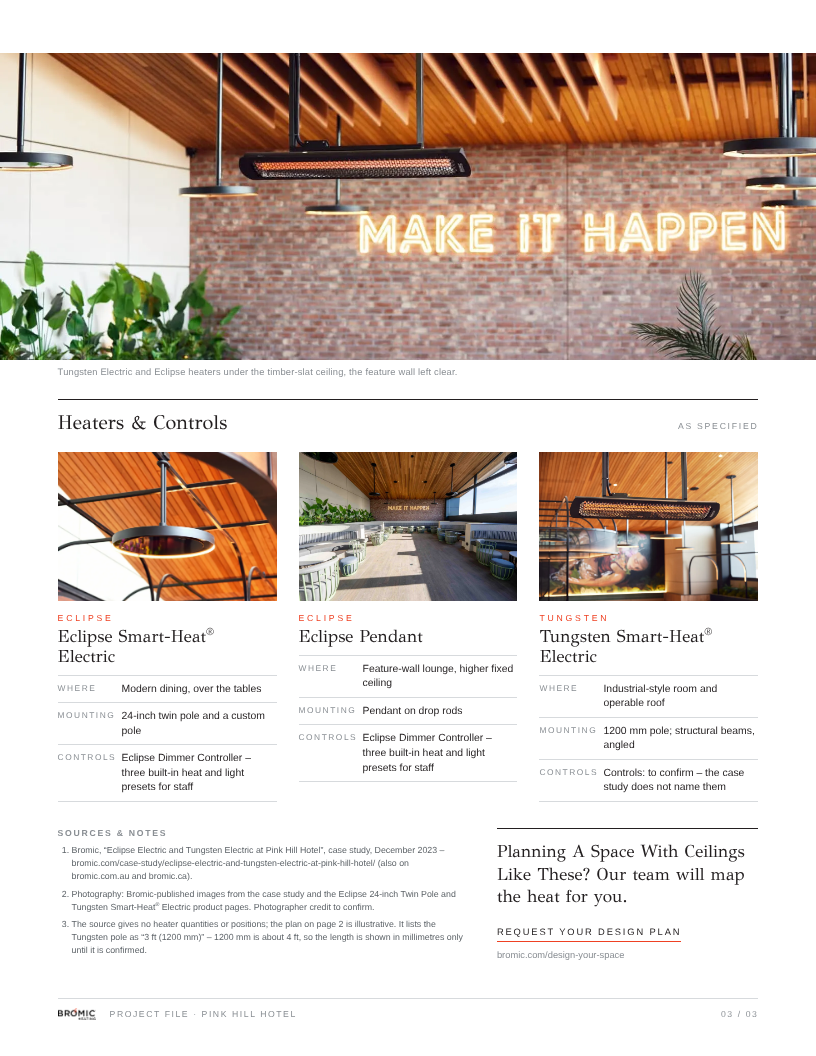 MAKE IT HAPPEN
Tungsten Electric and Eclipse heaters under the timber-slat ceiling, the feature wall left clear.
Heaters & Controls
AS SPECIFIED
MAKE IT HAPPEN
ECLIPSE
Eclipse Smart-Heat®
Electric
WHERE Modern dining, over the tables
MOUNTING 24-inch twin pole and a custom
pole
CONTROLS Eclipse Dimmer Controller –
three built-in heat and light
presets for staff
ECLIPSE
Eclipse Pendant
WHERE Feature-wall lounge, higher fixed
ceiling
MOUNTING Pendant on drop rods
CONTROLS Eclipse Dimmer Controller –
three built-in heat and light
presets for staff
TUNGSTEN
Tungsten Smart-Heat®
Electric
WHERE Industrial-style room and
operable roof
MOUNTING 1200 mm pole; structural beams,
angled
CONTROLS Controls: to confirm – the case
study does not name them
SOURCES & NOTES
1. Bromic, “Eclipse Electric and Tungsten Electric at Pink Hill Hotel”, case study, December 2023 –
bromic.com/case-study/eclipse-electric-and-tungsten-electric-at-pink-hill-hotel/ (also on
bromic.com.au and bromic.ca).
2. Photography: Bromic-published images from the case study and the Eclipse 24-inch Twin Pole and
Tungsten Smart-Heat® Electric product pages. Photographer credit to confirm.
3. The source gives no heater quantities or positions; the plan on page 2 is illustrative. It lists the
Tungsten pole as “3 ft (1200 mm)” – 1200 mm is about 4 ft, so the length is shown in millimetres only
until it is confirmed.
Planning A Space With Ceilings
Like These? Our team will map
the heat for you.
REQUEST YOUR DESIGN PLAN
bromic.com/design-your-space
BROMIC
HEATING
PROJECT FILE · PINK HILL HOTEL
03 / 03